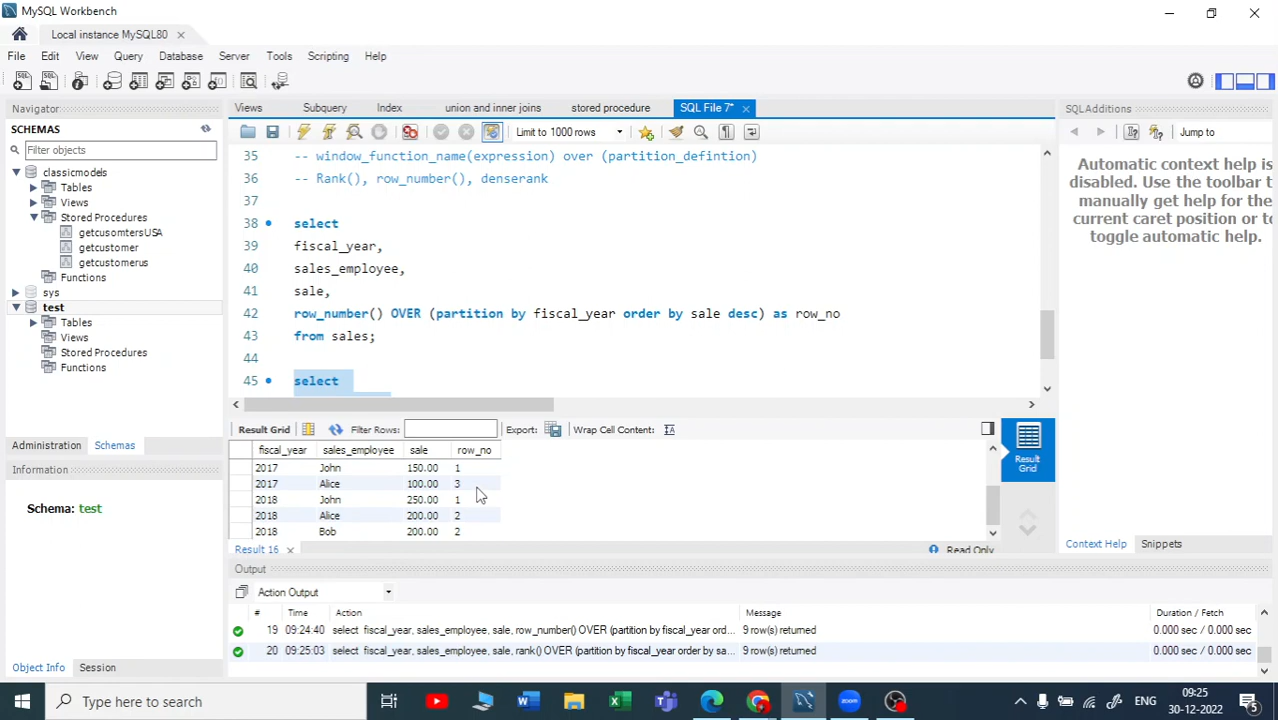 MySQL Workbench
Local instance MySQL80
File Edit View Query Database Server Tools Scripting Help
Navigator
SCHEMAS
Filter objects
classicmodels
Tables
Views
Stored Procedures
getcusomtersUSA
getcustomer
getcustomerus
Functions
sys
test
Tables
Views
Stored Procedures
Functions
Administration Schemas
Information
Schema: test
Object Info Session
Views Subquery Index union and inner joins stored procedure SQL File 7*
Limit to 1000 rows
35 -- window_function_name(expression) over (partition_defintion)
36 -- Rank(), row_number(), denserank
37
38 select
39 fiscal_year,
40 sales_employee,
41 sale,
42 row_number() OVER (partition by fiscal_year order by sale desc) as row_no
43 from sales;
44
45 select
Result Grid Filter Rows: Export: Wrap Cell Content:
fiscal_year sales_employee sale row_no
2017 John 150.00 1
2017 Alice 100.00 3
2018 John 250.00 1
2018 Alice 200.00 2
2018 Bob 200.00 2
Result Grid
Result 16
Read Only
Output
Action Output
# Time Action Message Duration / Fetch
19 09:24:40 select fiscal_year, sales_employee, sale, row_number() OVER (partition by fiscal_year ord... 9 row(s) returned 0.000 sec / 0.000 sec
20 09:25:03 select fiscal_year, sales_employee, sale, rank() OVER (partition by fiscal_year order by sa... 9 row(s) returned 0.000 sec / 0.000 sec
SQLAdditions
Jump to
Automatic context help is
disabled. Use the toolbar t
manually get help for the
current caret position or to
toggle automatic help.
Context Help Snippets
Type here to search
ENG
09:25
30-12-2022
5